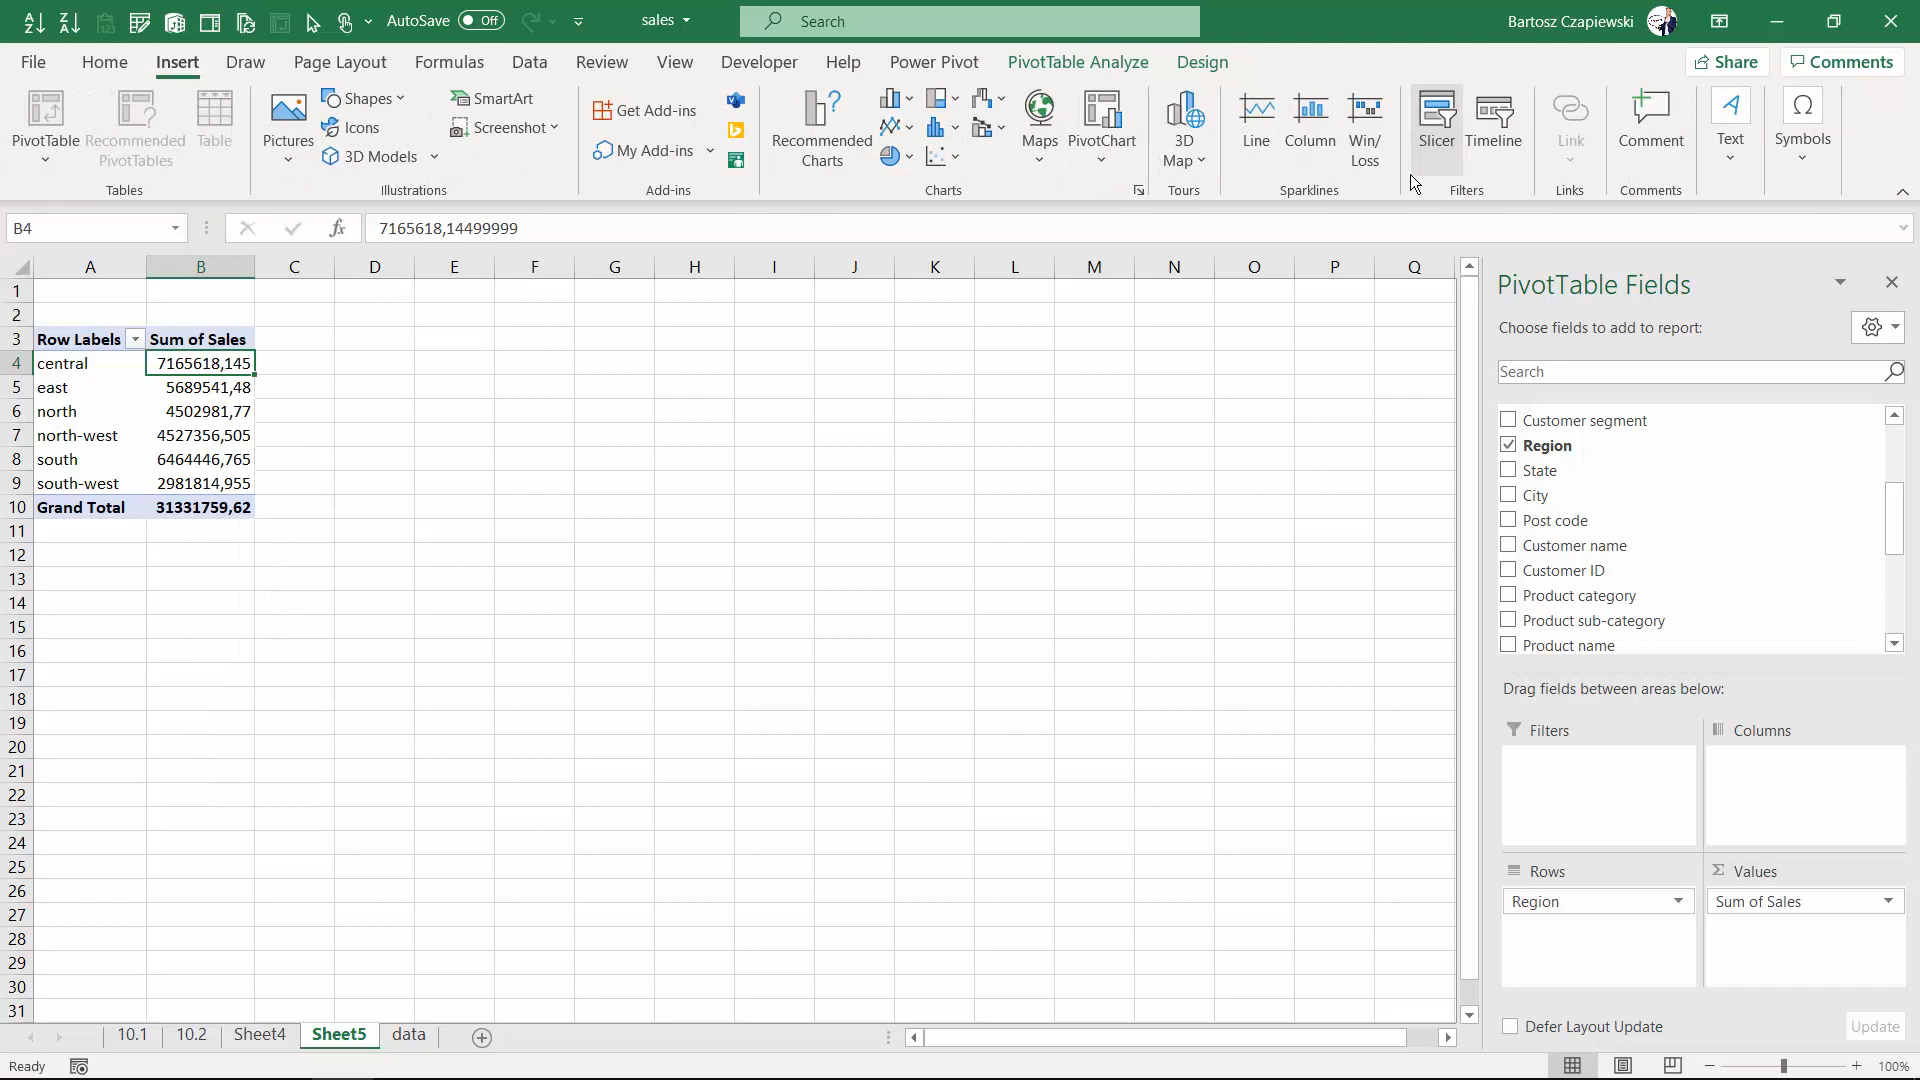 AutoSave Off sales Search Bartosz Czapiewski
File Home Insert Draw Page Layout Formulas Data Review View Developer Help Power Pivot PivotTable Analyze Design Share Comments
PivotTable
Recommended PivotTables
Table
Tables
Pictures
Shapes
Icons
3D Models
SmartArt
Screenshot
Illustrations
Get Add-ins
My Add-ins
Add-ins
Recommended Charts
Maps
PivotChart
Charts
3D Map
Tours
Line
Column
Win/ Loss
Sparklines
Slicer
Timeline
Filters
Link
Links
Comment
Comments
Text
Symbols
B4 fx 7165618,14499999
A B C D E F G H I J K L M N O P Q
1
2
3 Row Labels Sum of Sales
4 central 7165618,145
5 east 5689541,48
6 north 4502981,77
7 north-west 4527356,505
8 south 6464446,765
9 south-west 2981814,955
10 Grand Total 31331759,62
11
12
13
14
15
16
17
18
19
20
21
22
23
24
25
26
27
28
29
30
31
PivotTable Fields
Choose fields to add to report:
Search
Customer segment
Region
State
City
Post code
Customer name
Customer ID
Product category
Product sub-category
Product name
Drag fields between areas below:
Filters
Columns
Rows
Region
Σ Values
Sum of Sales
Defer Layout Update Update
10.1 10.2 Sheet4 Sheet5 data
Ready 100%